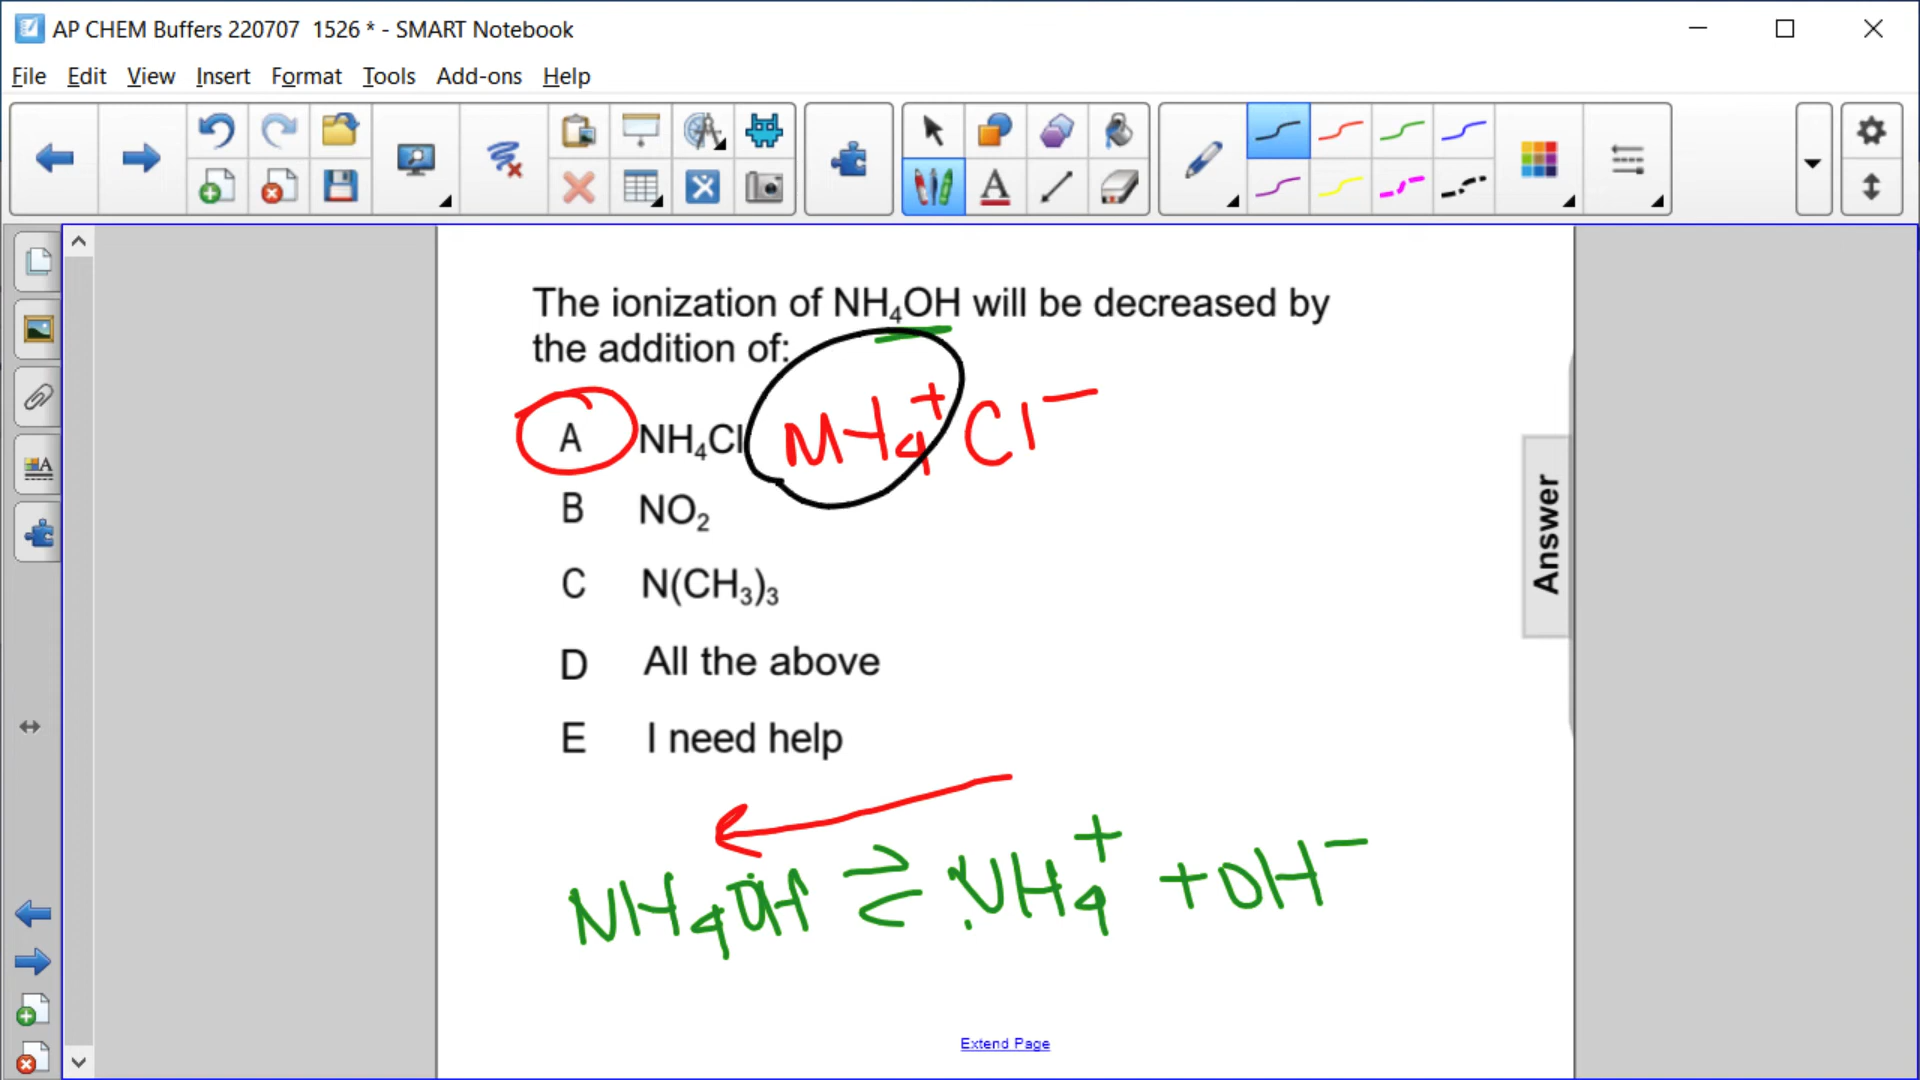 AP CHEM Buffers 220707 1526 * - SMART Notebook
File Edit View Insert Format Tools Add-ons Help
The ionization of NH₄OH will be decreased by
the addition of:
A NH₄Cl NH₄⁺Cl⁻
B NO₂
C N(CH₃)₃
D All the above
E I need help
NH₄OH ⇌ NH₄⁺ + OH⁻
Answer
Extend Page